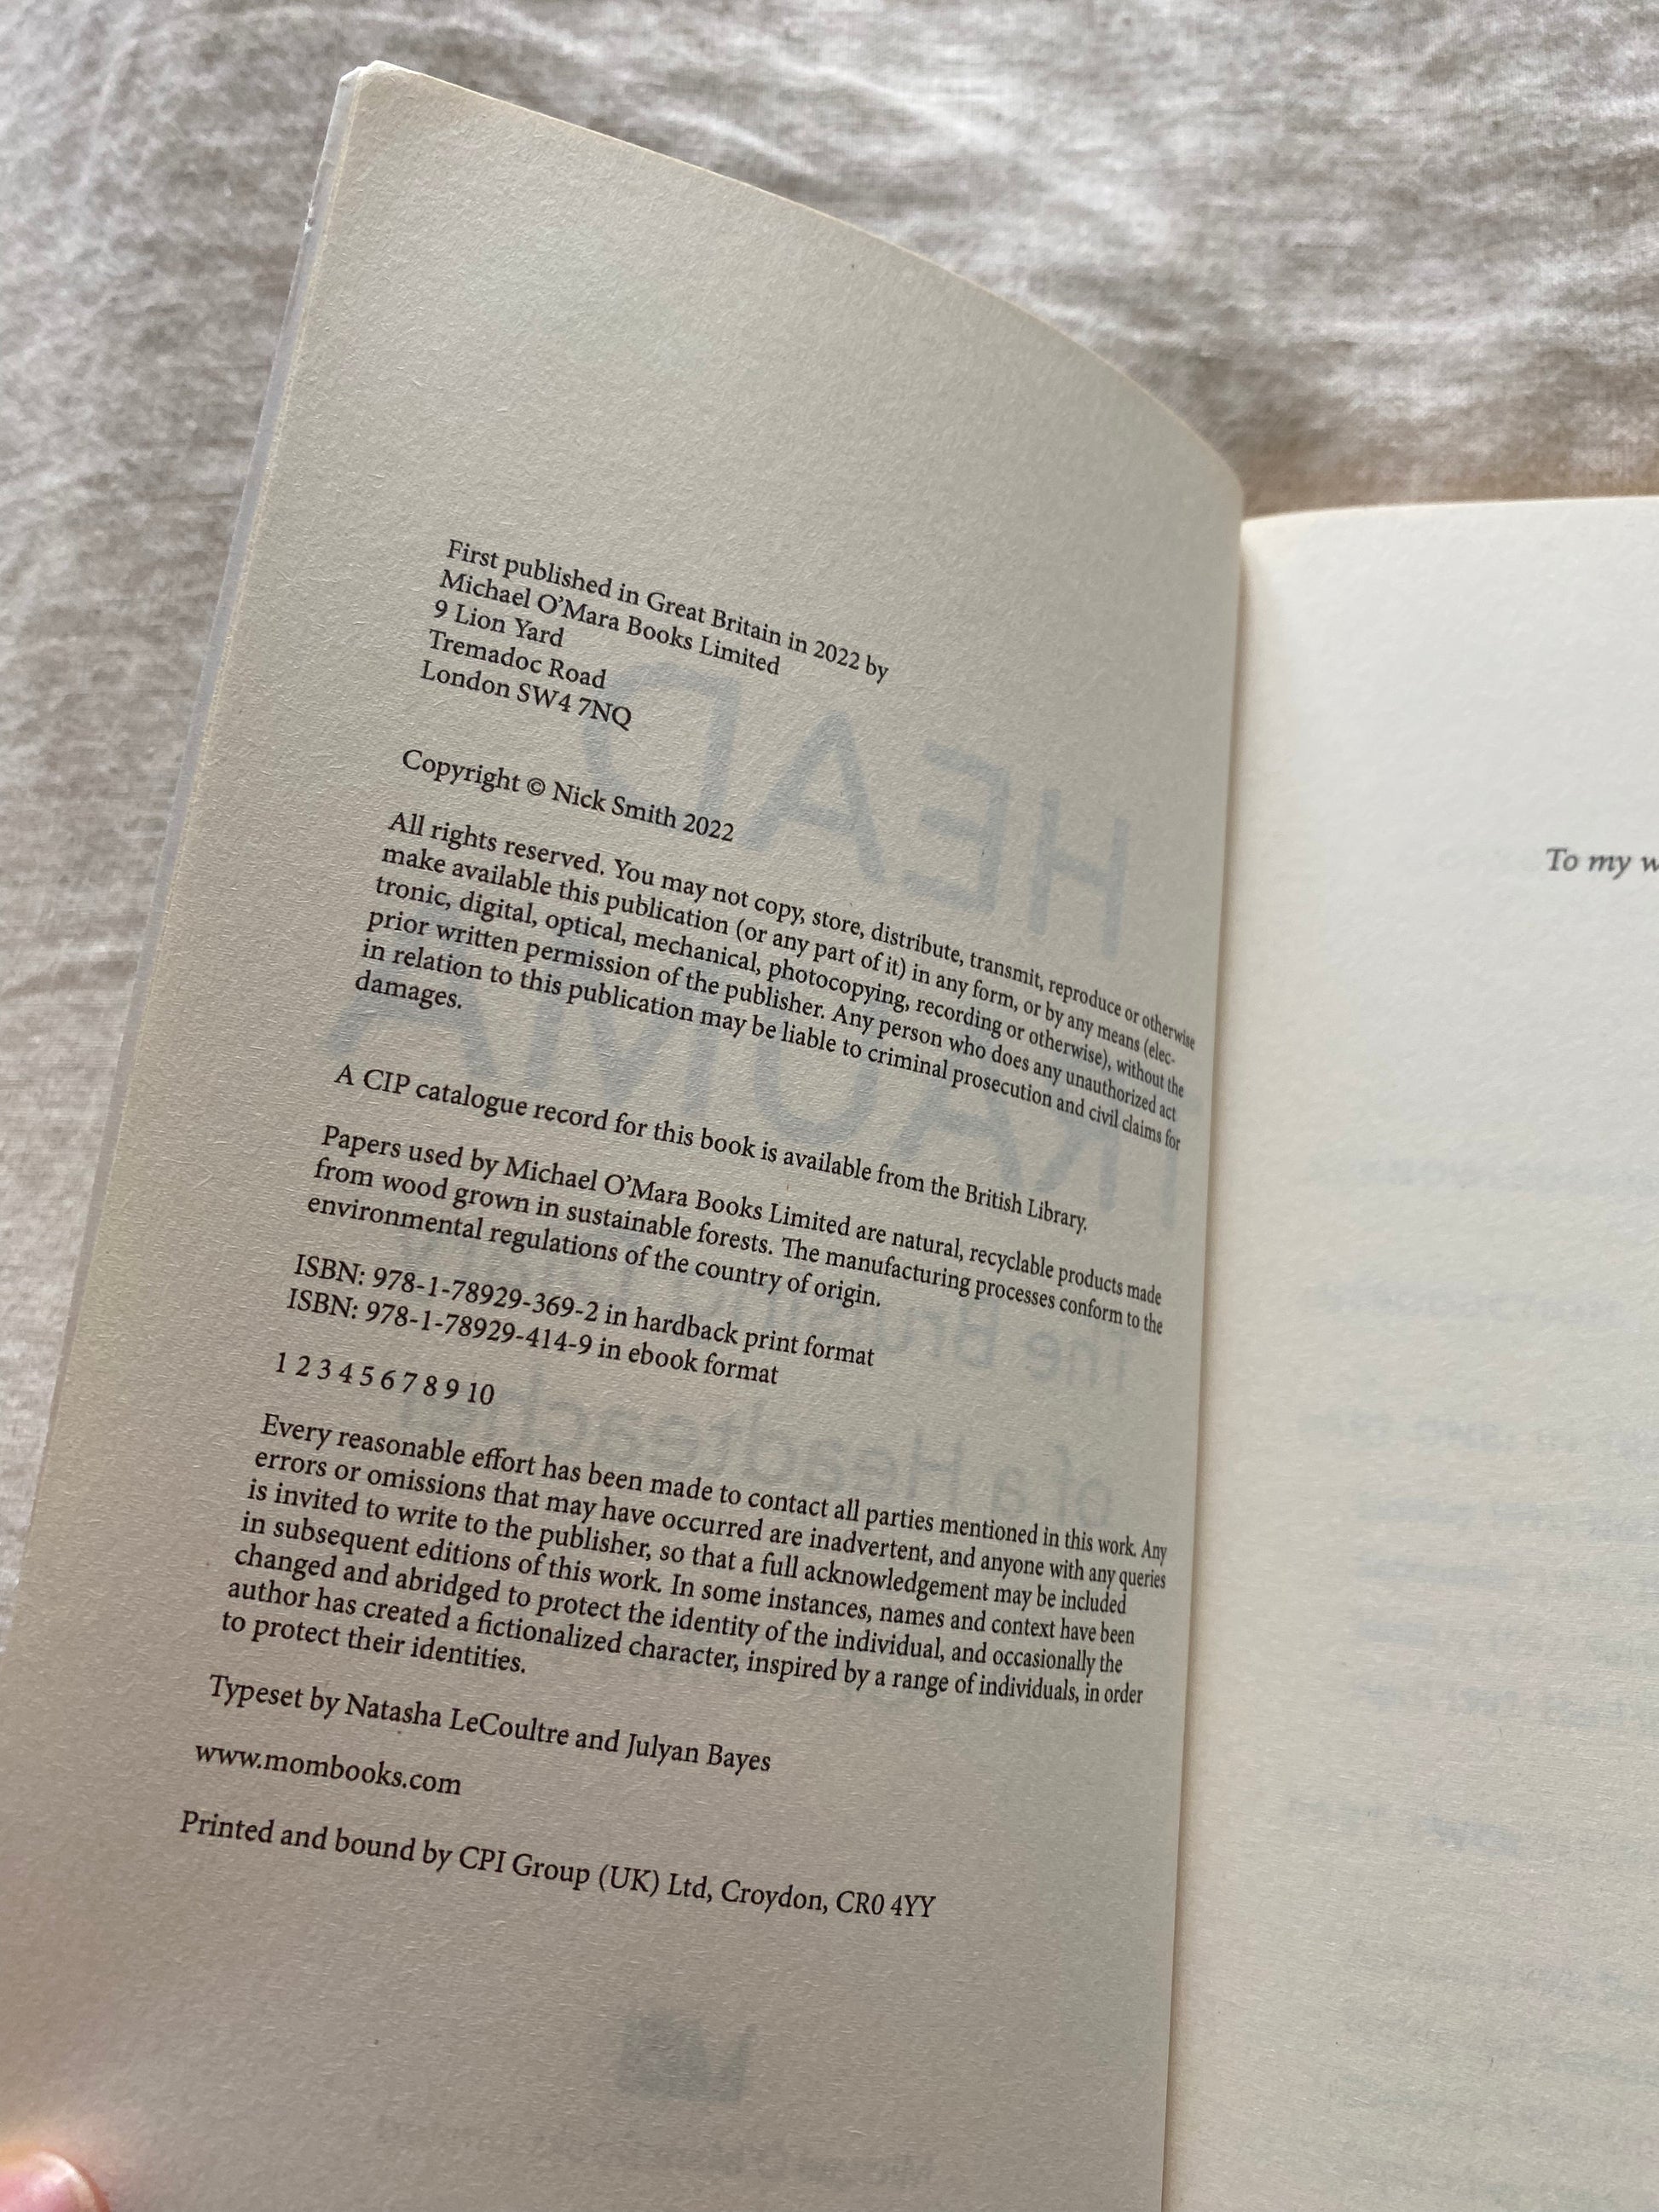 First published in Great Britain in 2022 by
Michael O’Mara Books Limited
9 Lion Yard
Tremadoc Road
London SW4 7NQ
Copyright © Nick Smith 2022
All rights reserved. You may not copy, store, distribute, transmit, reproduce or otherwise
make available this publication (or any part of it) in any form, or by any means (elec-
tronic, digital, optical, mechanical, photocopying, recording or otherwise), without the
prior written permission of the publisher. Any person who does any unauthorized act
in relation to this publication may be liable to criminal prosecution and civil claims for
damages.
A CIP catalogue record for this book is available from the British Library.
Papers used by Michael O’Mara Books Limited are natural, recyclable products made
from wood grown in sustainable forests. The manufacturing processes conform to the
environmental regulations of the country of origin.
ISBN: 978-1-78929-369-2 in hardback print format
ISBN: 978-1-78929-414-9 in ebook format
1 2 3 4 5 6 7 8 9 10
Every reasonable effort has been made to contact all parties mentioned in this work. Any
errors or omissions that may have occurred are inadvertent, and anyone with any queries
is invited to write to the publisher, so that a full acknowledgement may be included
in subsequent editions of this work. In some instances, names and context have been
changed and abridged to protect the identity of the individual, and occasionally the
author has created a fictionalized character, inspired by a range of individuals, in order
to protect their identities.
Typeset by Natasha LeCoultre and Julyan Bayes
www.mombooks.com
Printed and bound by CPI Group (UK) Ltd, Croydon, CR0 4YY
HEAD
TRAUMA
To my w